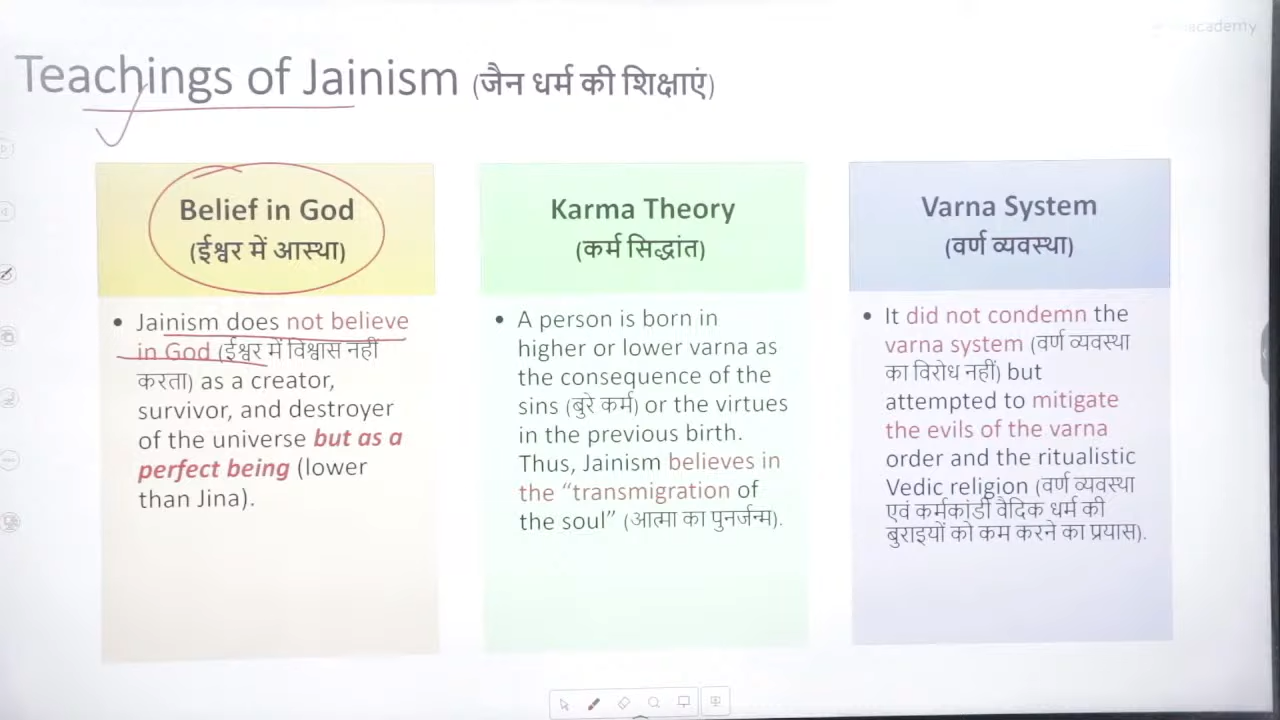 academy
Teachings of Jainism (जैन धर्म की शिक्षाएं)
Belief in God
(ईश्वर में आस्था)
• Jainism does not believe
in God (ईश्वर में विश्वास नहीं
करता) as a creator,
survivor, and destroyer
of the universe but as a
perfect being (lower
than Jina).
Karma Theory
(कर्म सिद्धांत)
• A person is born in
higher or lower varna as
the consequence of the
sins (बुरे कर्म) or the virtues
in the previous birth.
Thus, Jainism believes in
the “transmigration of
the soul” (आत्मा का पुनर्जन्म).
Varna System
(वर्ण व्यवस्था)
• It did not condemn the
varna system (वर्ण व्यवस्था
का विरोध नहीं) but
attempted to mitigate
the evils of the varna
order and the ritualistic
Vedic religion (वर्ण व्यवस्था
एवं कर्मकांडी वैदिक धर्म की
बुराइयों को कम करने का प्रयास).